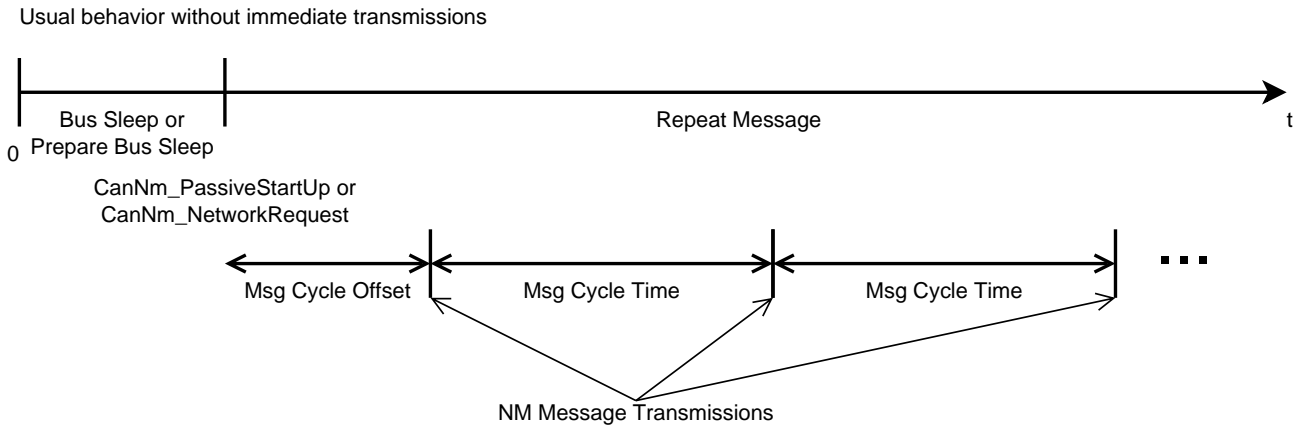 Usual behavior without immediate transmissions
Bus Sleep or
Prepare Bus Sleep
Repeat Message
t
0
CanNm_PassiveStartUp or
CanNm_NetworkRequest
Msg Cycle Offset
Msg Cycle Time
Msg Cycle Time
NM Message Transmissions